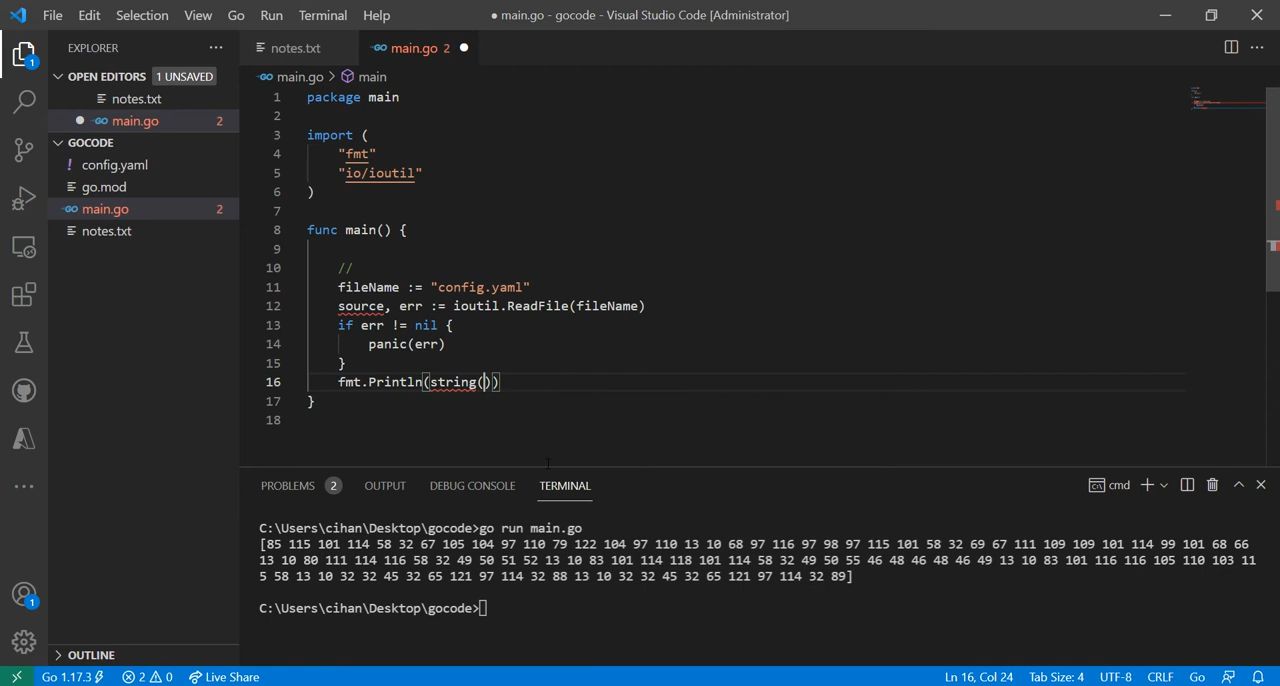 File Edit Selection View Go Run Terminal Help ● main.go - gocode - Visual Studio Code [Administrator]
EXPLORER ···
notes.txt main.go 2
OPEN EDITORS 1 UNSAVED
notes.txt
main.go 2
GOCODE
config.yaml
go.mod
main.go 2
notes.txt
OUTLINE
1
1
main.go > main
1 package main
2
3 import (
4 "fmt"
5 "io/ioutil"
6 )
7
8 func main() {
9
10 //
11 fileName := "config.yaml"
12 source, err := ioutil.ReadFile(fileName)
13 if err != nil {
14 panic(err)
15 }
16 fmt.Println(string())
17 }
18
PROBLEMS 2 OUTPUT DEBUG CONSOLE TERMINAL cmd
C:\Users\cihan\Desktop\gocode>go run main.go
[85 115 101 114 58 32 67 105 104 97 110 79 122 104 97 110 13 10 68 97 116 97 98 97 115 101 58 32 69 67 111 109 109 101 114 99 101 68 66
13 10 80 111 114 116 58 32 49 50 51 52 13 10 83 101 114 118 101 114 58 32 49 50 55 46 48 46 48 46 49 13 10 83 101 116 116 105 110 103 11
5 58 13 10 32 32 45 32 65 121 97 114 32 88 13 10 32 32 45 32 65 121 97 114 32 89]
C:\Users\cihan\Desktop\gocode>
Go 1.17.3 2 0 Live Share Ln 16, Col 24 Tab Size: 4 UTF-8 CRLF Go